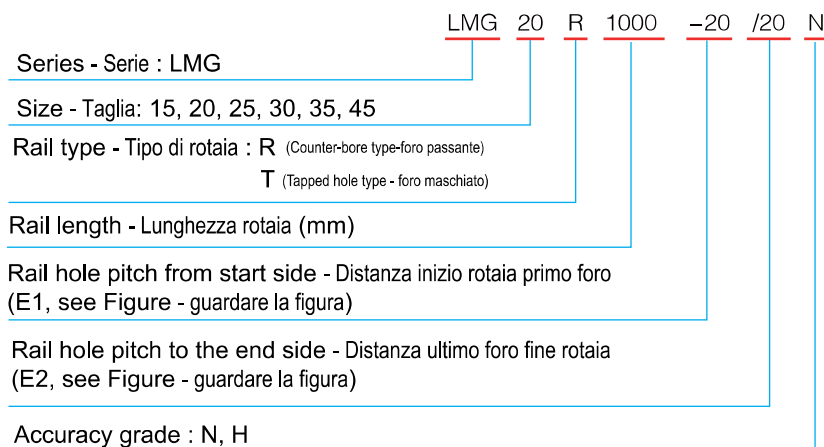 LMG 20 R 1000 –20 /20 N
Series - Serie : LMG
Size - Taglia: 15, 20, 25, 30, 35, 45
Rail type - Tipo di rotaia : R (Counter-bore type-foro passante)
T (Tapped hole type - foro maschiato)
Rail length - Lunghezza rotaia (mm)
Rail hole pitch from start side - Distanza inizio rotaia primo foro
(E1, see Figure - guardare la figura)
Rail hole pitch to the end side - Distanza ultimo foro fine rotaia
(E2, see Figure - guardare la figura)
Accuracy grade : N, H